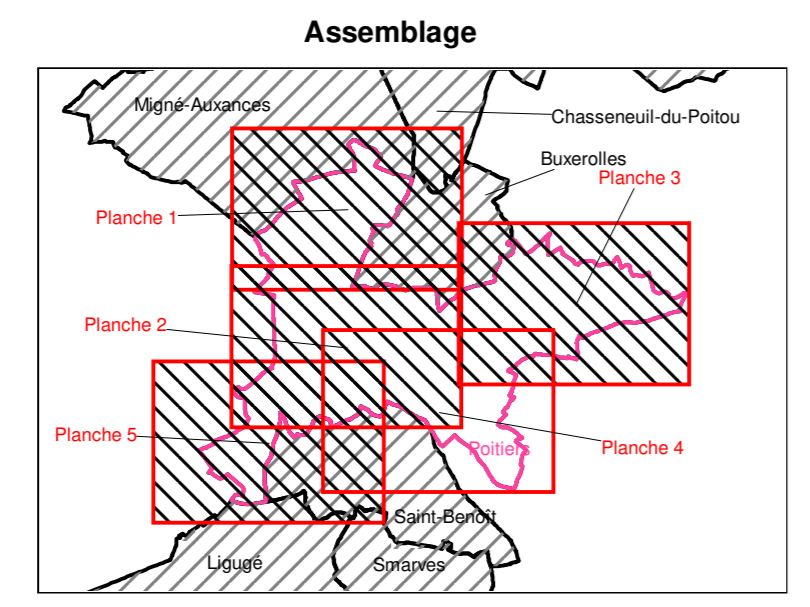 Assemblage
Migné-Auxances
Chasseneuil-du-Poitou
Buxerolles
Planche 3
Planche 1
Planche 2
Planche 5
Poitiers
Planche 4
Saint-Benoît
Ligugé
Smarves